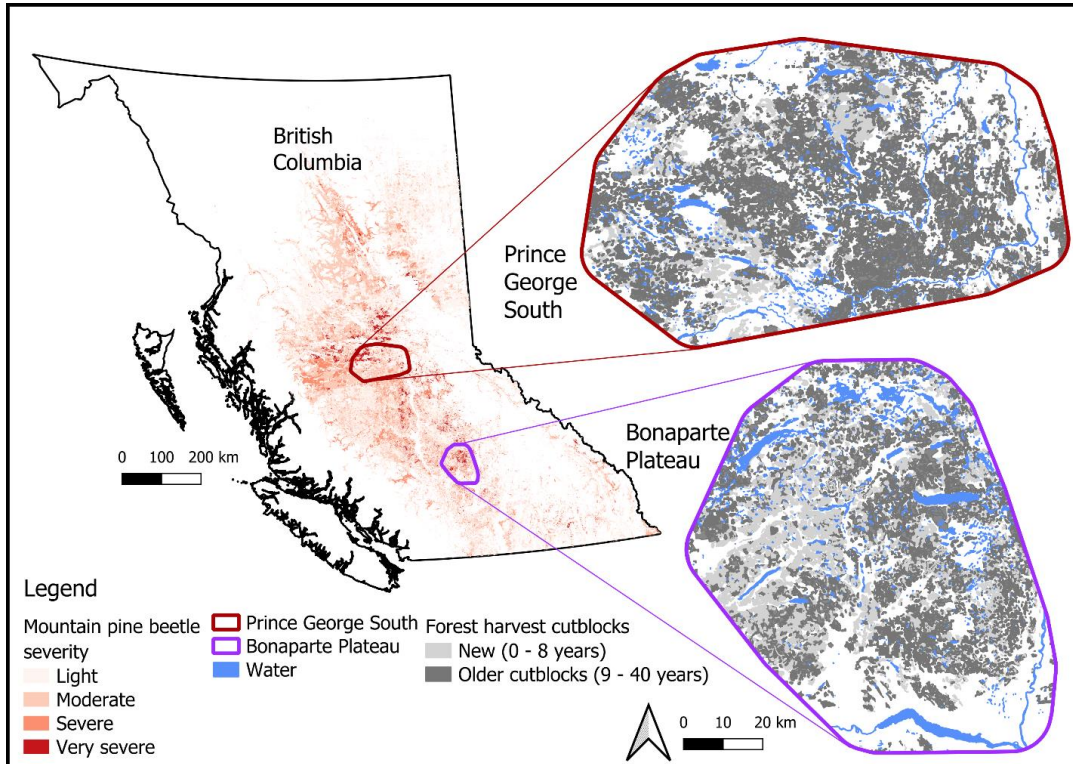 British
Columbia
Prince
George
South
Bonaparte
Plateau
0 100 200 km
Legend
Mountain pine beetle
severity
Light
Moderate
Severe
Very severe
Prince George South
Bonaparte Plateau
Water
Forest harvest cutblocks
New (0 - 8 years)
Older cutblocks (9 - 40 years)
0 10 20 km